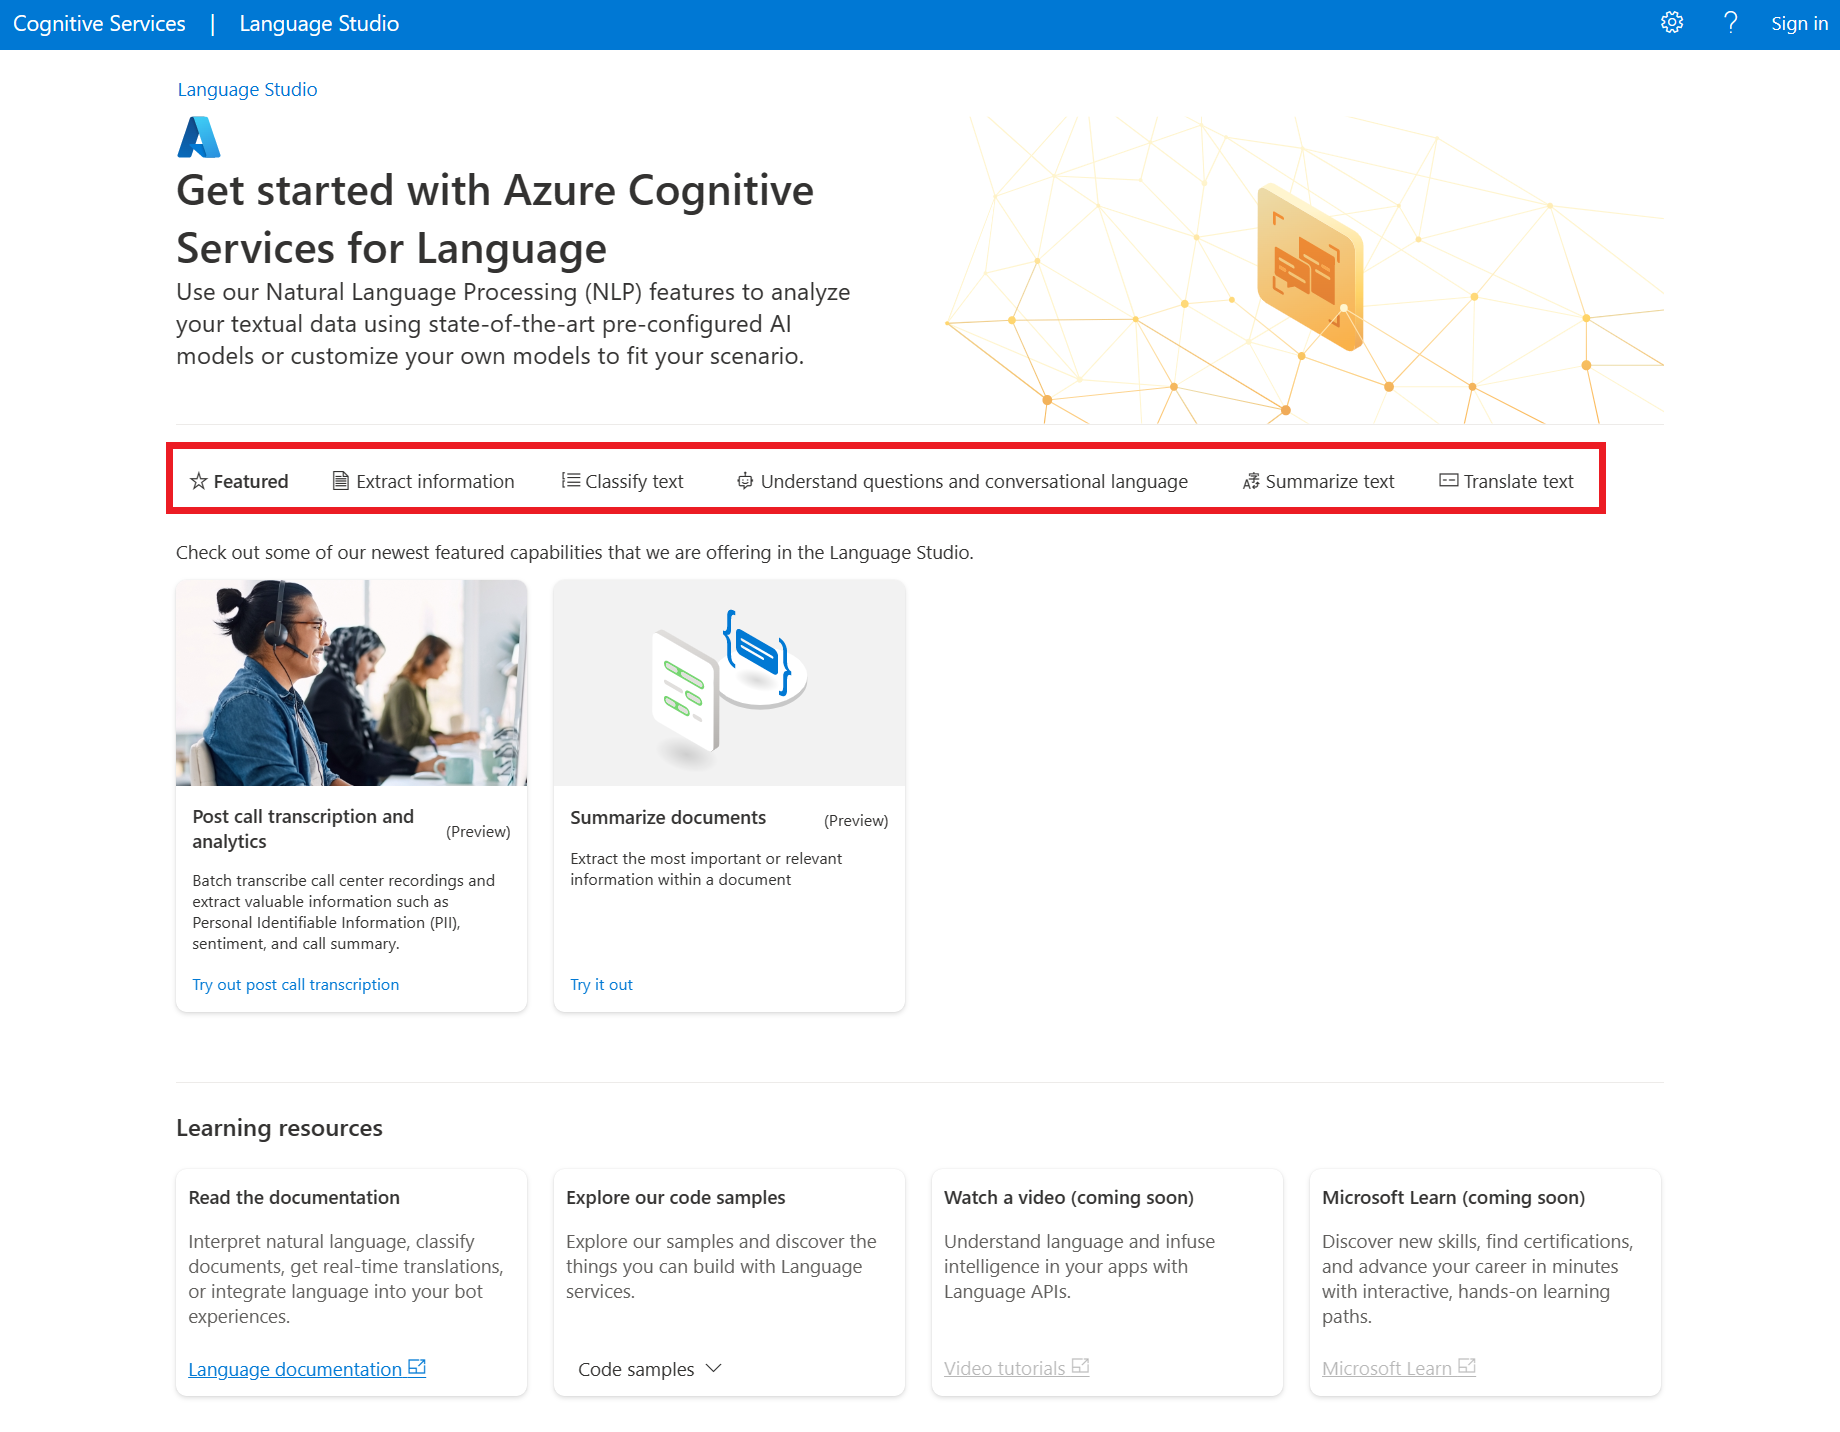 Cognitive Services | Language Studio
Sign in
Language Studio
Get started with Azure Cognitive
Services for Language
Use our Natural Language Processing (NLP) features to analyze
your textual data using state-of-the-art pre-configured AI
models or customize your own models to fit your scenario.
Featured
Extract information
Classify text
Understand questions and conversational language
Summarize text
Translate text
Check out some of our newest featured capabilities that we are offering in the Language Studio.
Post call transcription and
analytics
(Preview)
Batch transcribe call center recordings and
extract valuable information such as
Personal Identifiable Information (PII),
sentiment, and call summary.
Try out post call transcription
Summarize documents
(Preview)
Extract the most important or relevant
information within a document
Try it out
Learning resources
Read the documentation
Interpret natural language, classify
documents, get real-time translations,
or integrate language into your bot
experiences.
Language documentation
Explore our code samples
Explore our samples and discover the
things you can build with Language
services.
Code samples
Watch a video (coming soon)
Understand language and infuse
intelligence in your apps with
Language APIs.
Video tutorials
Microsoft Learn (coming soon)
Discover new skills, find certifications,
and advance your career in minutes
with interactive, hands-on learning
paths.
Microsoft Learn